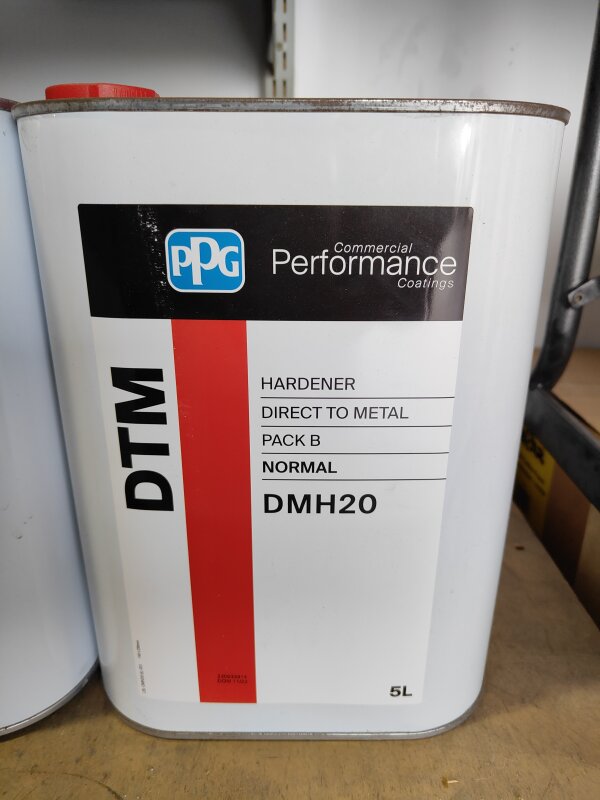 PPG
Commercial
Performance
Coatings
DTM
HARDENER
DIRECT TO METAL
PACK B
NORMAL
DMH20
5L